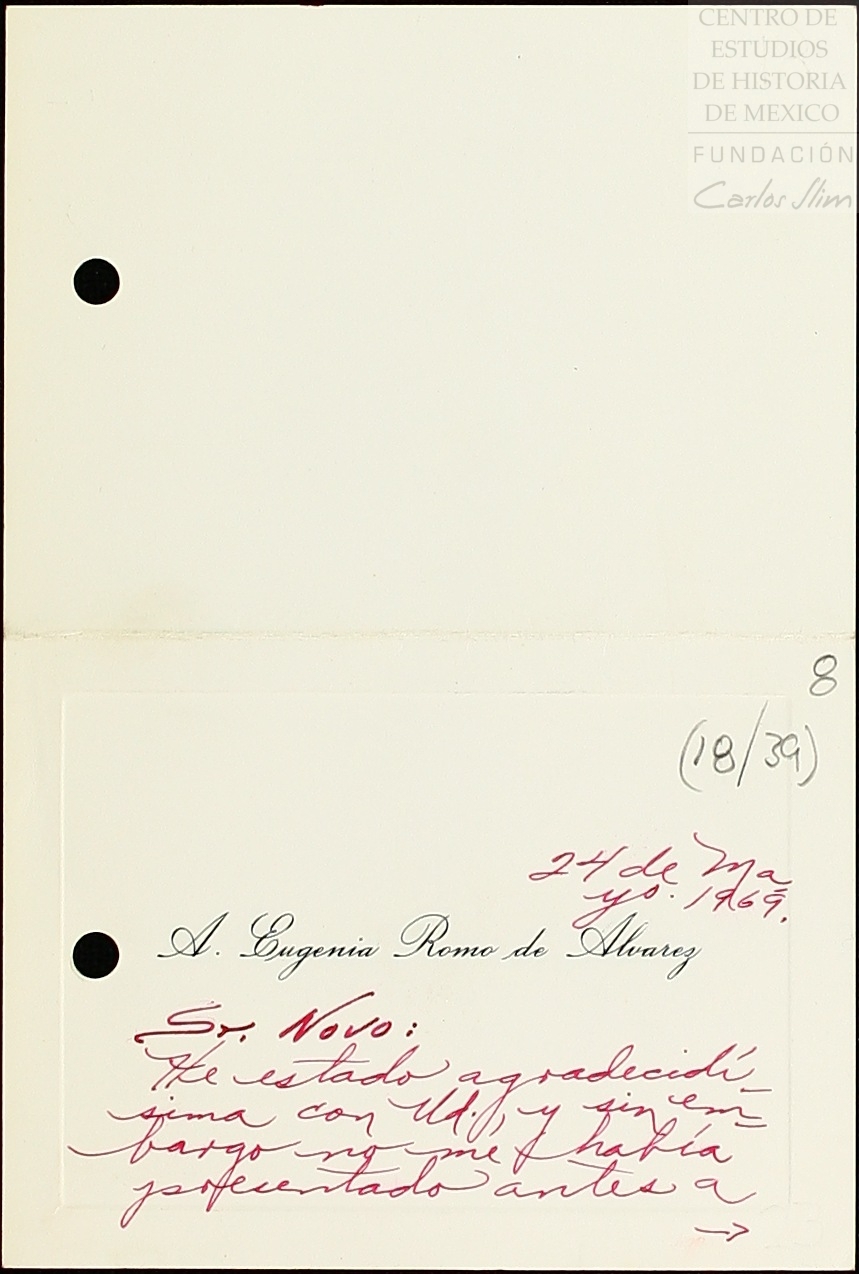 CENTRO DE
ESTUDIOS
DE HISTORIA
DE MEXICO
FUNDACIÓN
Carlos Slim
8
(18/39)
24 de Ma
yo. 1969.
A. Eugenia Romo de Alvarez
Sr. Novo:
He estado agradecidí-
sima con Ud., y sin em-
bargo no me había
presentado antes a
→